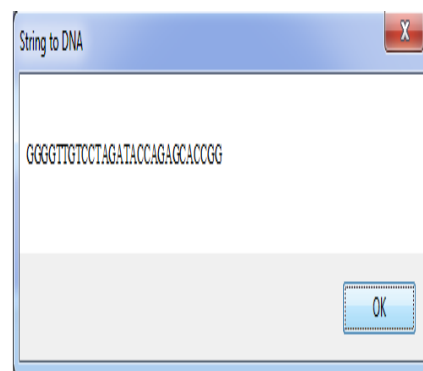 String to DNA
X
GGGGTTGTCCTAGATACCAGAGCACCGG
OK